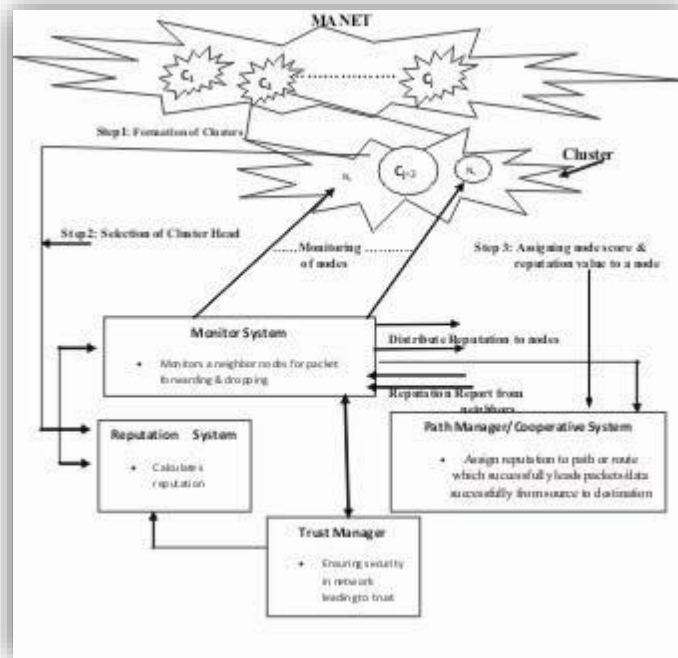 MANET
C1
C2
Cj
Step1: Formation of Clusters
Cluster
Cj=2
Step2: Selection of Cluster Head
Monitoring
of nodes
Step 3: Assigning node score &
reputation value to a node
Monitor System
• Monitors a neighbor nodes for packet
forwarding & dropping
Distribute Reputation to nodes
Reputation Report from
neighbors
Reputation System
• Calculates
reputation
Path Manager/Cooperative System
• Assign reputation to path or route
which successfully leads packets/data
successfully from source to destination
Trust Manager
• Ensuring security
in network
leading to trust